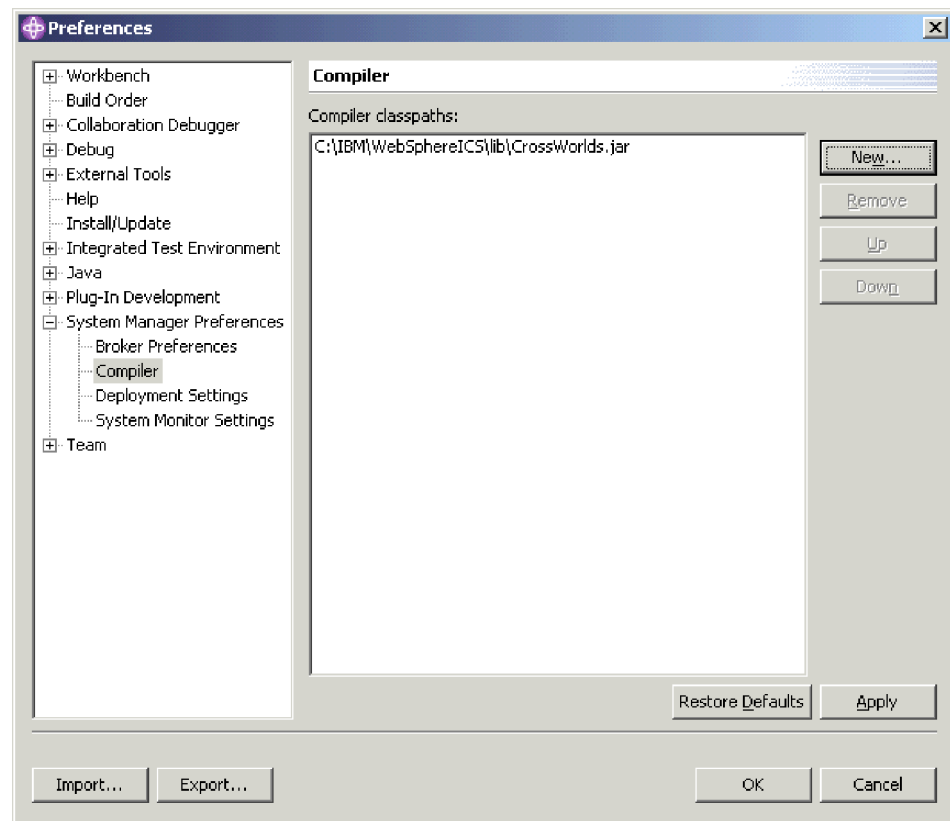 Preferences
Workbench
Build Order
Collaboration Debugger
Debug
External Tools
Help
Install/Update
Integrated Test Environment
Java
Plug-In Development
System Manager Preferences
Broker Preferences
Compiler
Deployment Settings
System Monitor Settings
Team
Compiler
Compiler classpaths:
C:\IBM\WebSphereICS\lib\CrossWorlds.jar
New...
Remove
Up
Down
Restore Defaults
Apply
Import...
Export...
OK
Cancel